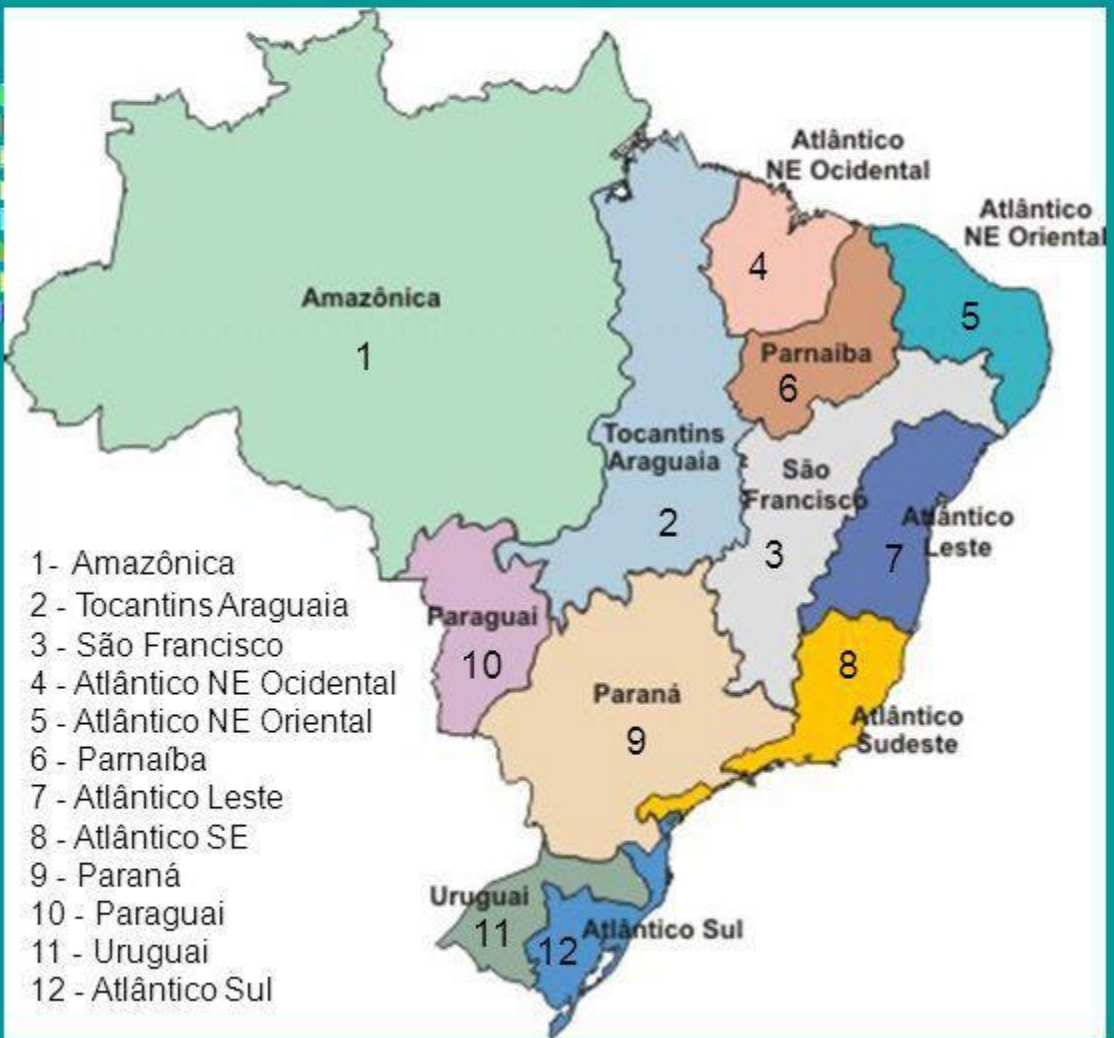 Atlântico
NE Ocidental
Atlântico
NE Oriental
4
Amazônica
5
1
Parnaiba
6
Tocantins
Araguaia
São
Francisco
2
Atlântico
Leste
3
7
Paraguai
10
8
Paraná
Atlântico
Sudeste
9
Uruguai
11
Atlântico Sul
12
1- Amazônica
2 - Tocantins Araguaia
3 - São Francisco
4 - Atlântico NE Ocidental
5 - Atlântico NE Oriental
6 - Parnaíba
7 - Atlântico Leste
8 - Atlântico SE
9 - Paraná
10 - Paraguai
11 - Uruguai
12 - Atlântico Sul